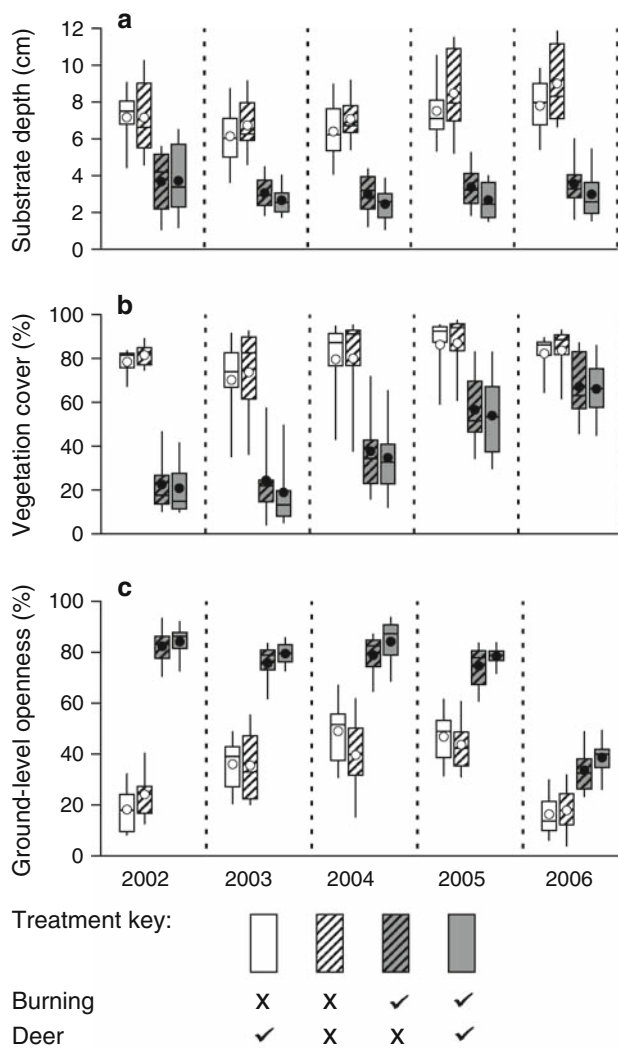 a
Substrate depth (cm)
12
10
8
6
4
2
0
b
Vegetation cover (%)
100
80
60
40
20
0
c
Ground-level openness (%)
100
80
60
40
20
0
2002 2003 2004 2005 2006
Treatment key:
Burning x x ✓ ✓
Deer ✓ x x ✓